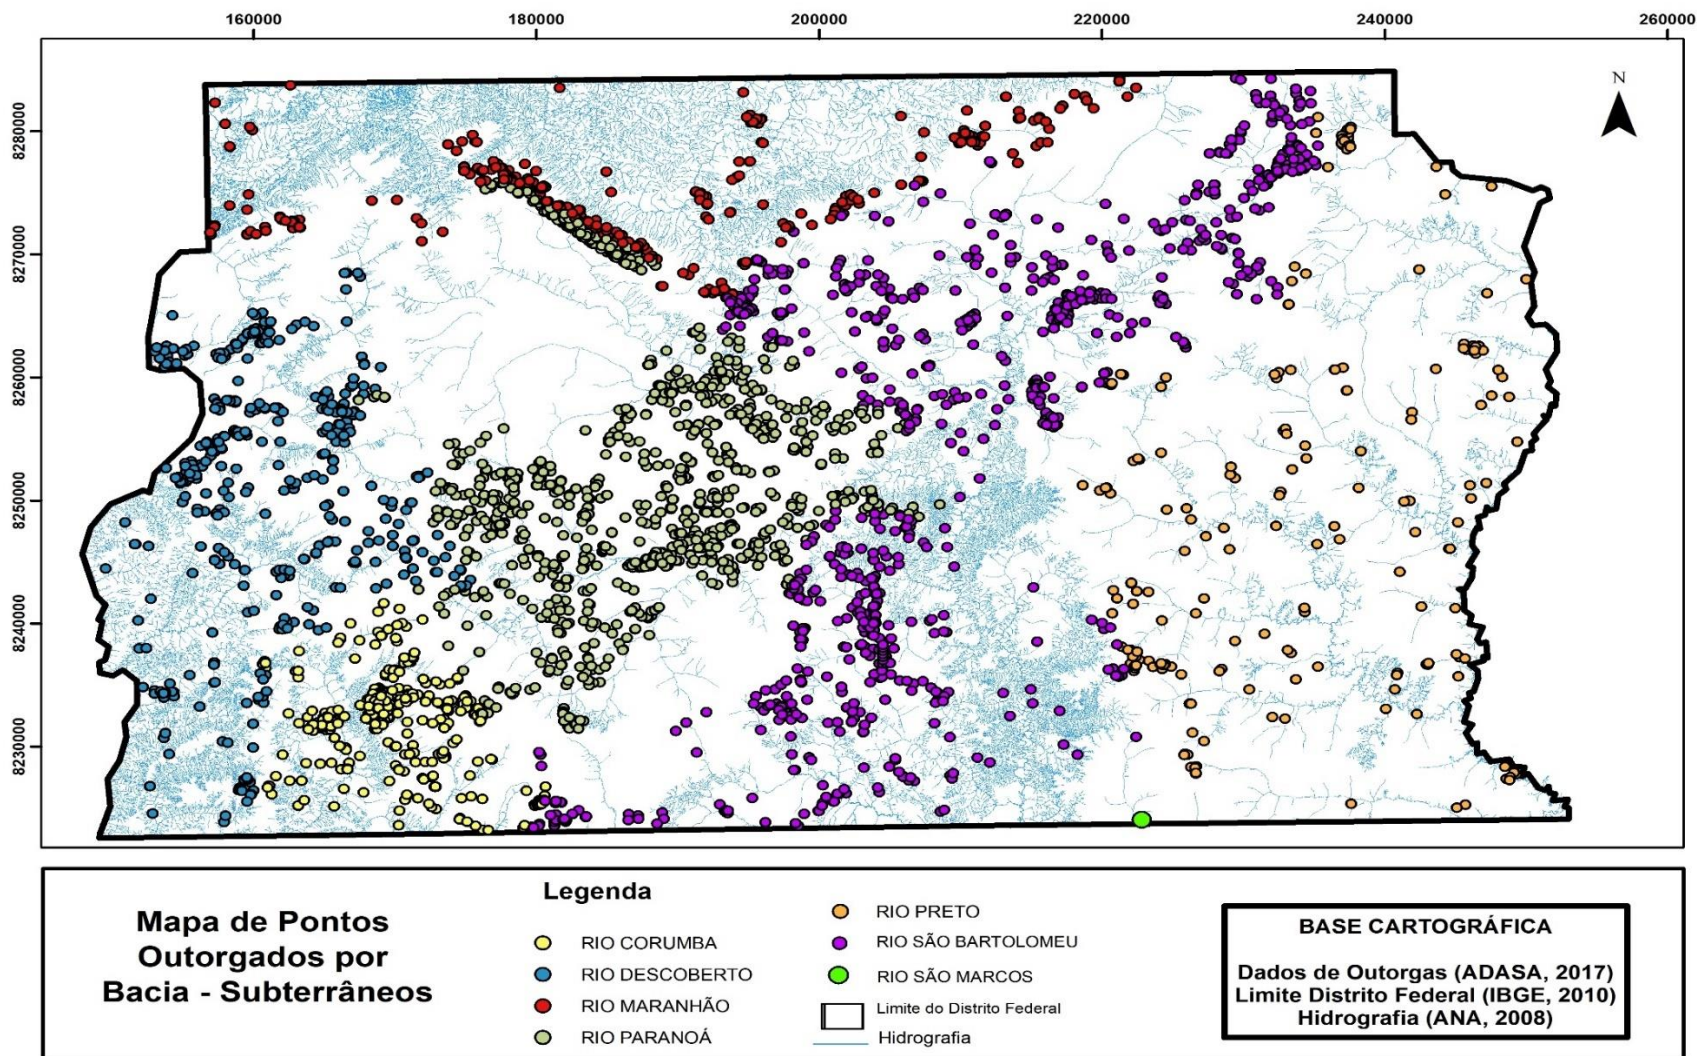 160000 180000 200000 220000 240000 260000
N
8280000
8270000
8260000
8250000
8240000
8230000
Mapa de Pontos
Outorgados por
Bacia - Subterrâneos
Legenda
RIO CORUMBA
RIO DESCOBERTO
RIO MARANHÃO
RIO PARANOÁ
RIO PRETO
RIO SÃO BARTOLOMEU
RIO SÃO MARCOS
Limite do Distrito Federal
Hidrografia
BASE CARTOGRÁFICA
Dados de Outorgas (ADASA, 2017)
Limite Distrito Federal (IBGE, 2010)
Hidrografia (ANA, 2008)